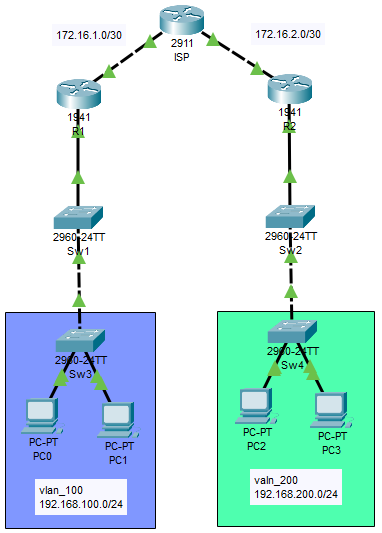 172.16.1.0/30
2911
ISP
172.16.2.0/30
1941
R1
1941
R2
2960-24TT
Sw1
2960-24TT
Sw2
2960-24TT
Sw3
2960-24TT
Sw4
PC-PT
PC0
PC-PT
PC1
PC-PT
PC2
PC-PT
PC3
vlan_100
192.168.100.0/24
valn_200
192.168.200.0/24